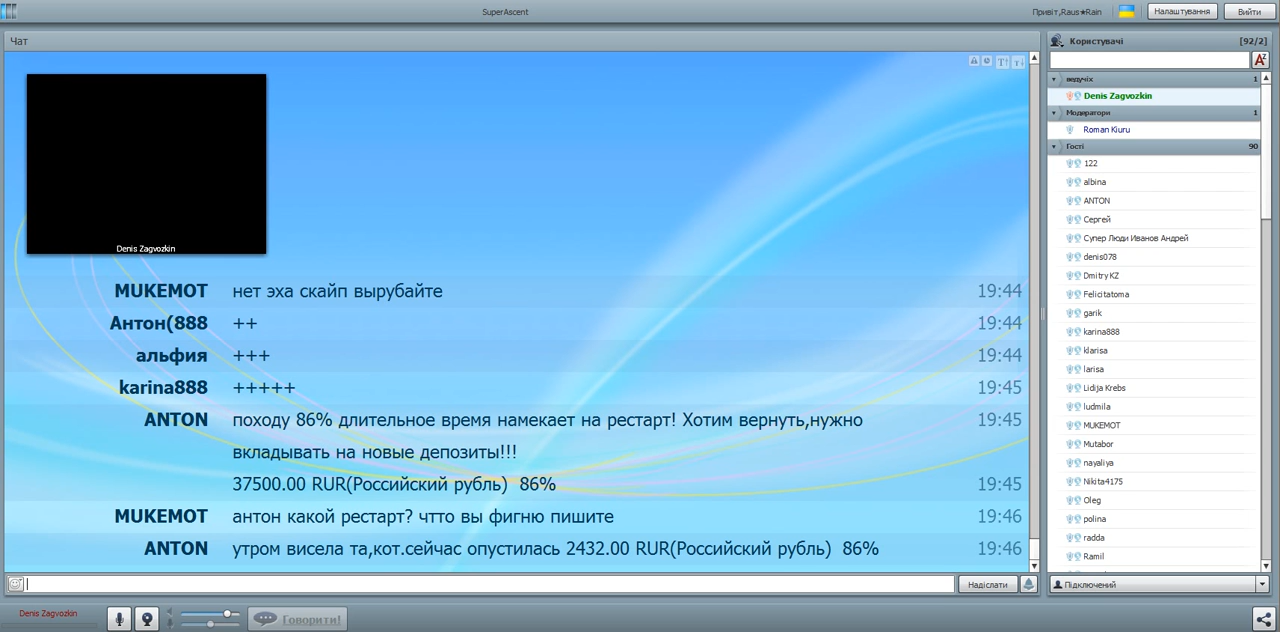 SuperAscent
Привіт,Raus★Rain
Налаштування
Вийти
Чат
Denis Zagvozkin
MUKEMOT нет эха скайп вырубайте 19:44
Антон(888 ++ 19:44
альфия +++ 19:44
karina888 +++++ 19:45
ANTON походу 86% длительное время намекает на рестарт! Хотим вернуть,нужно 19:45
вкладывать на новые депозиты!!!
37500.00 RUR(Российский рубль) 86% 19:45
MUKEMOT антон какой рестарт? чтто вы фигню пишите 19:46
ANTON утром висела та,кот.сейчас опустилась 2432.00 RUR(Российский рубль) 86% 19:46
Надіслати
Denis Zagvozkin
Говорити!
Користувачі [92/2]
ведучіх 1
Denis Zagvozkin
Модератори 1
Roman Kiuru
Гості 90
122
albina
ANTON
Сергей
Супер Люди Иванов Андрей
denis078
Dmitry KZ
Felicitatoma
garik
karina888
klarisa
larisa
Lidija Krebs
ludmila
MUKEMOT
Mutabor
nayaliya
Nikita4175
Oleg
polina
radda
Ramil
Підключений